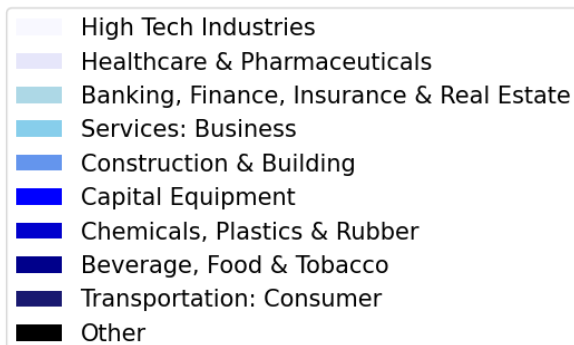 High Tech Industries
Healthcare & Pharmaceuticals
Banking, Finance, Insurance & Real Estate
Services: Business
Construction & Building
Capital Equipment
Chemicals, Plastics & Rubber
Beverage, Food & Tobacco
Transportation: Consumer
Other